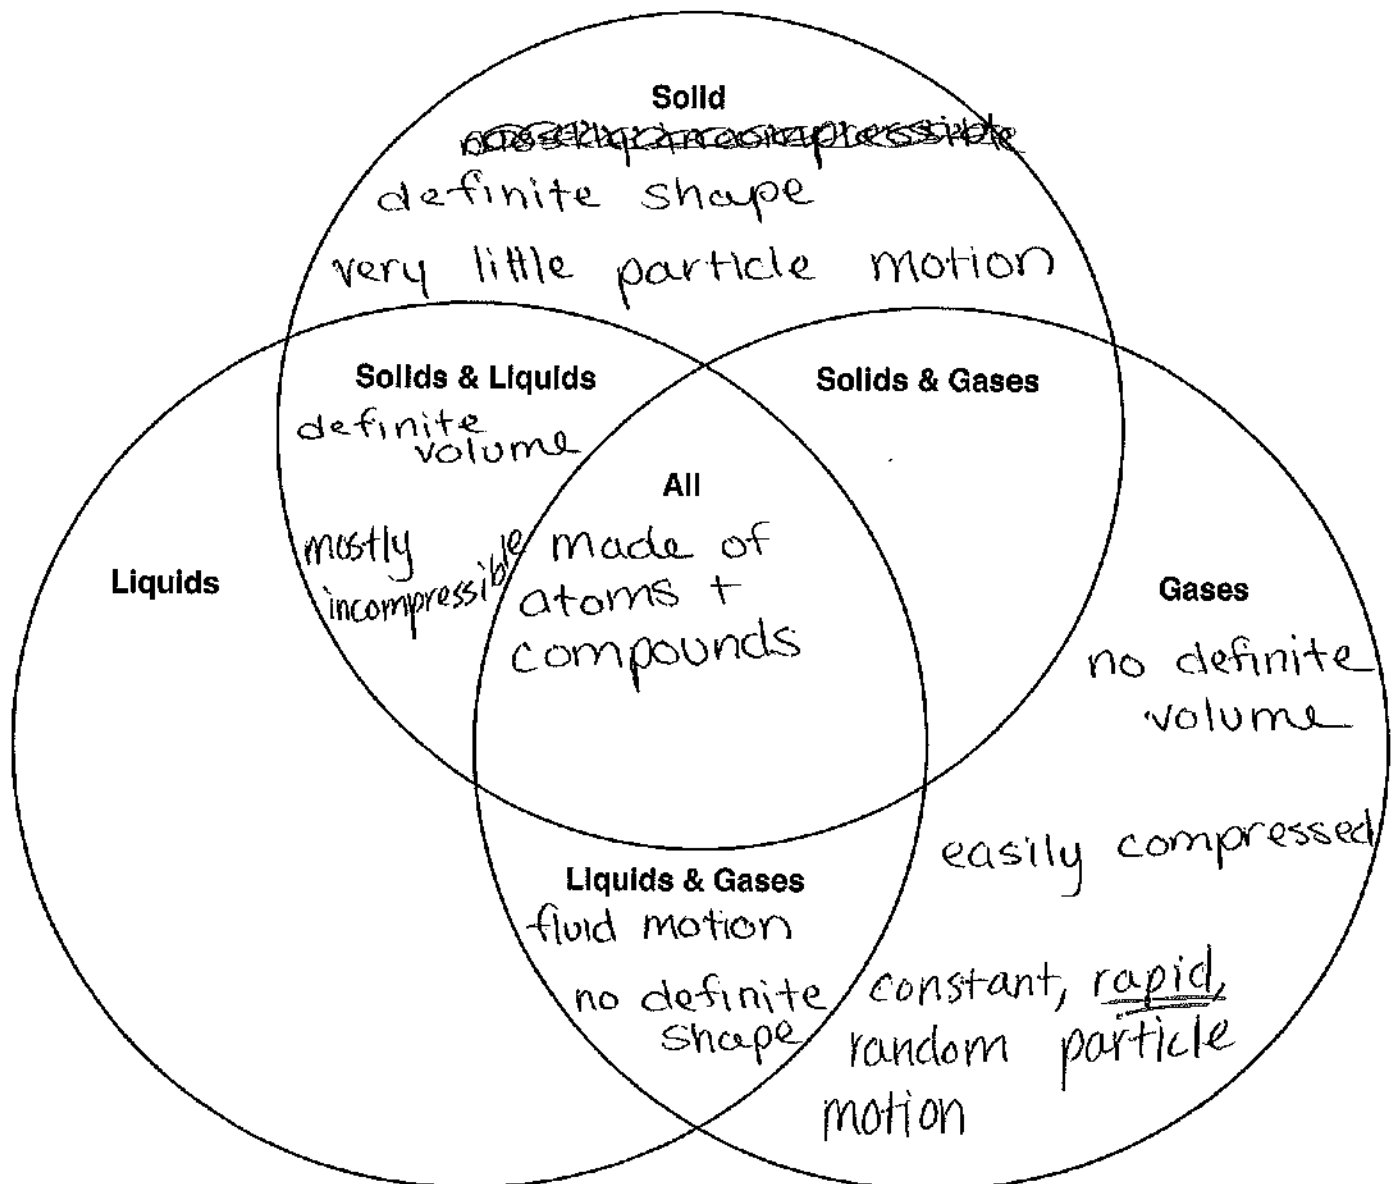 Solid
mostly incompressible
definite shape
very little particle motion
Solids & Liquids
definite
volume
mostly
incompressible
Solids & Gases
All
made of
atoms +
compounds
Liquids
Gases
no definite
volume
easily compressed
Liquids & Gases
fluid motion
no definite
shape
constant, rapid,
random particle
motion